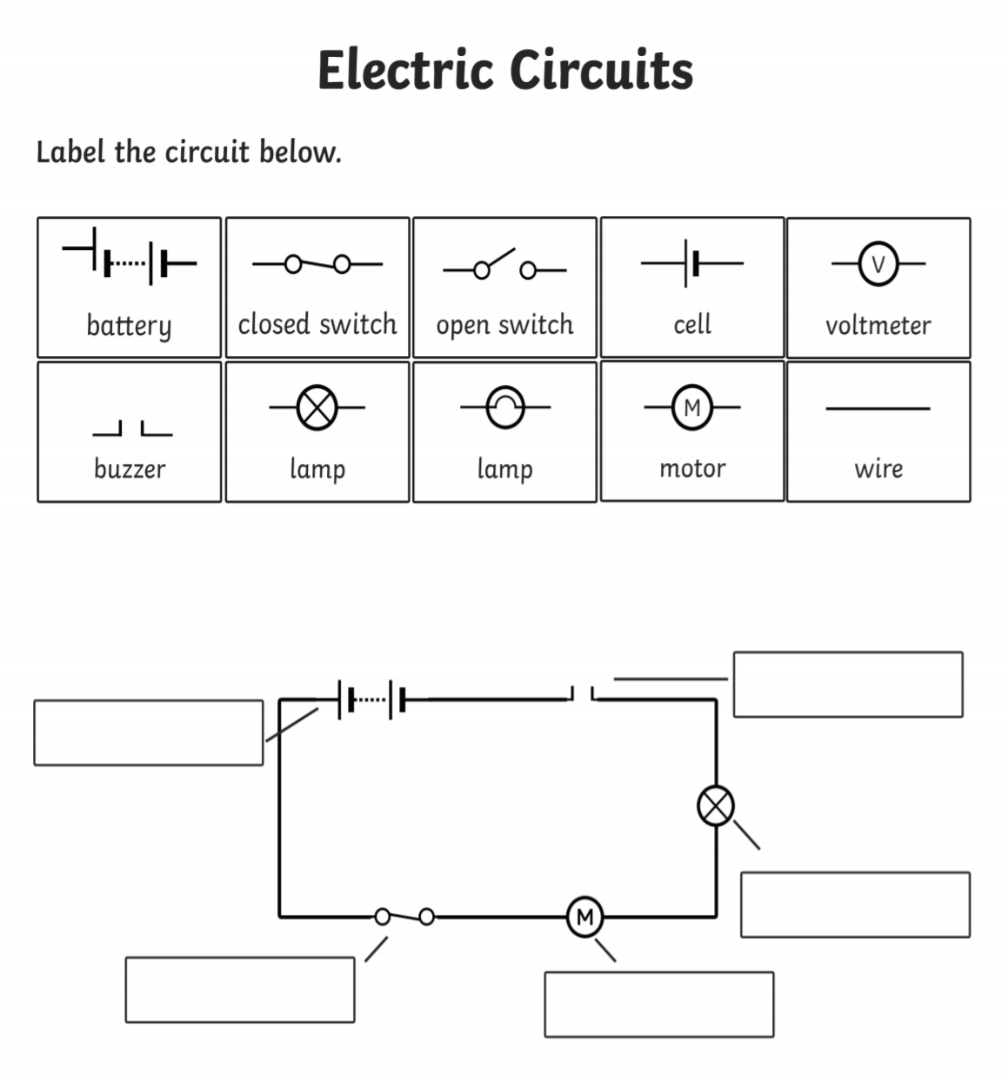 Electric Circuits
Label the circuit below.
battery
closed switch
open switch
cell
V
voltmeter
buzzer
lamp
lamp
M
motor
wire
M